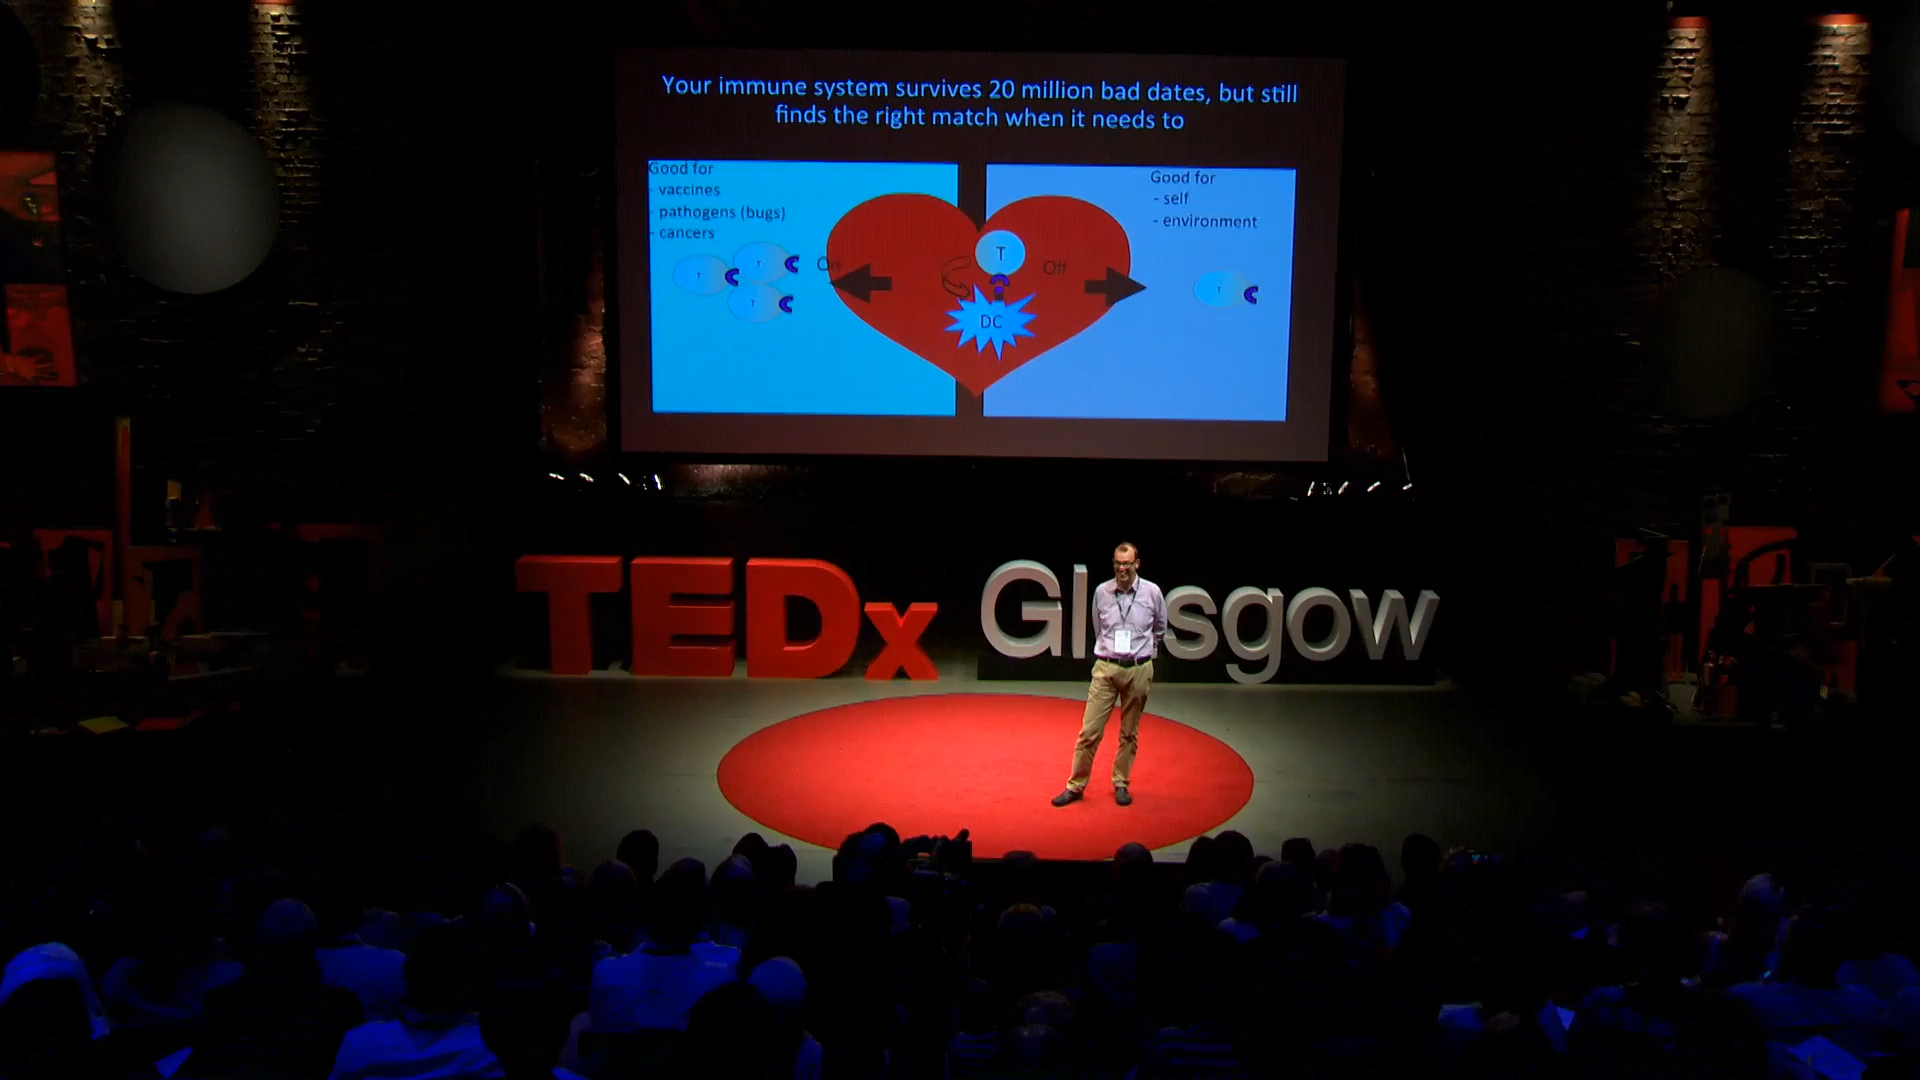 Your immune system survives 20 million bad dates, but still
finds the right match when it needs to
Good for
- vaccines
- pathogens (bugs)
- cancers
T
T
T
On
T
DC
Off
Good for
- self
- environment
T
TEDx Glasgow